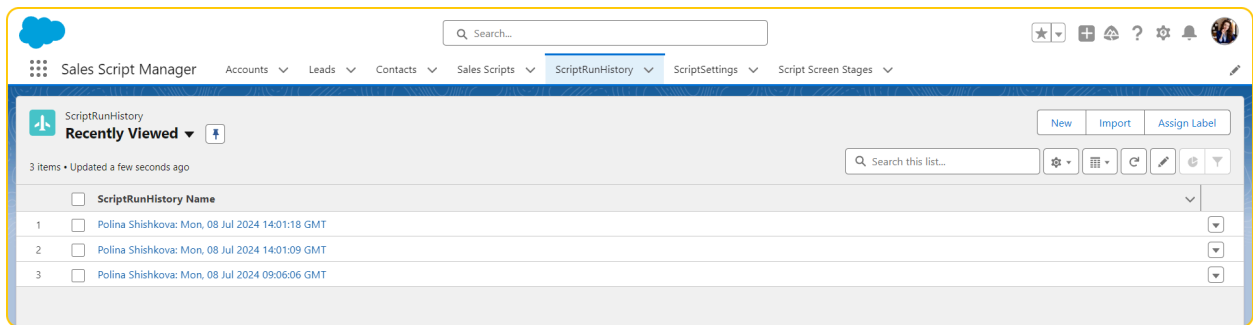 Search...
Sales Script Manager Accounts Leads Contacts Sales Scripts ScriptRunHistory ScriptSettings Script Screen Stages
ScriptRunHistory
Recently Viewed
New Import Assign Label
3 items • Updated a few seconds ago
Search this list...
ScriptRunHistory Name
1 Polina Shishkova: Mon, 08 Jul 2024 14:01:18 GMT
2 Polina Shishkova: Mon, 08 Jul 2024 14:01:09 GMT
3 Polina Shishkova: Mon, 08 Jul 2024 09:06:06 GMT